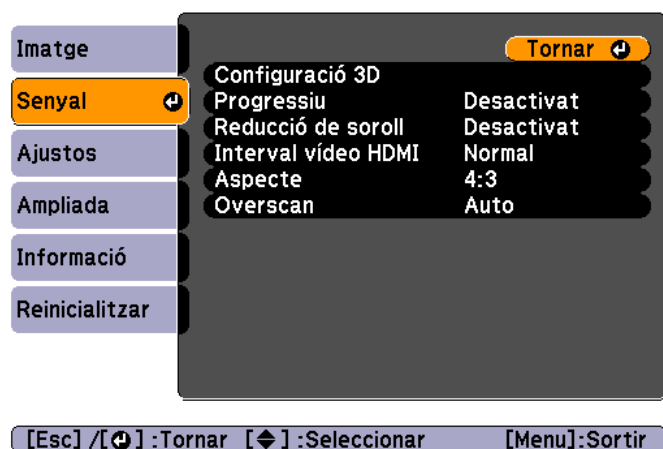 Imatge
Senyal
Ajustos
Ampliada
Informació
Reinicialitzar
Tornar
Configuració 3D
Progressiu Desactivat
Reducció de soroll Desactivat
Interval vídeo HDMI Normal
Aspecte 4:3
Overscan Auto
[Esc] /[ ] :Tornar [ ] :Seleccionar [Menu]:Sortir